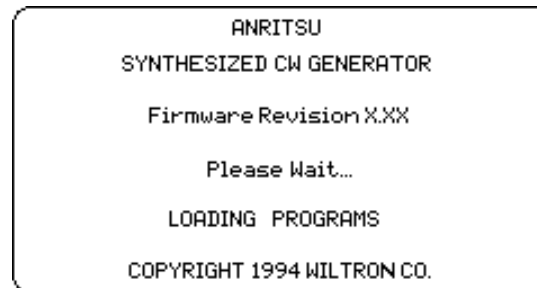 ANRITSU
SYNTHESIZED CW GENERATOR
Firmware Revision X.XX
Please Wait...
LOADING PROGRAMS
COPYRIGHT 1994 WILTRON CO.